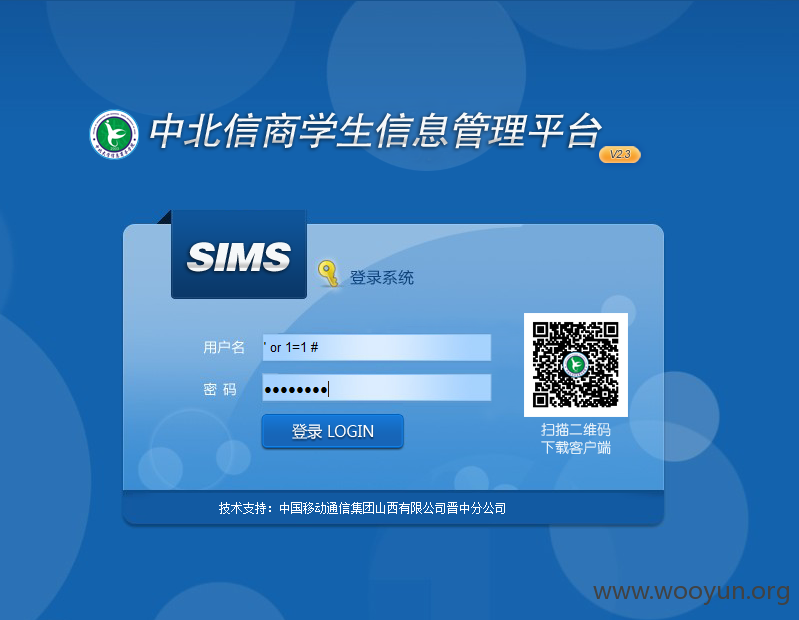 中北信商学生信息管理平台
V2.3
SIMS
登录系统
用户名 ' or 1=1 #
密 码 ●●●●●●●●
登录 LOGIN
扫描二维码
下载客户端
技术支持：中国移动通信集团山西有限公司晋中分公司
www.wooyun.org